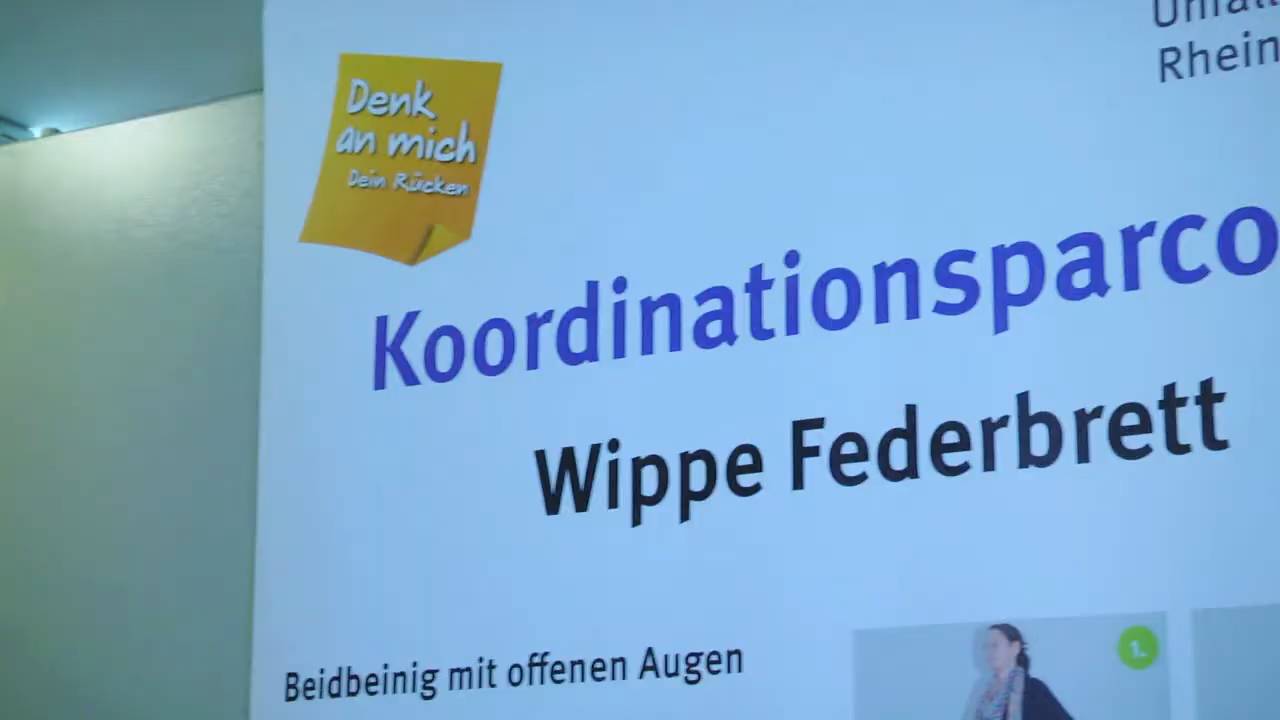 Denk
an mich
Dein Rücken
Rhein
Koordinationsparco
Wippe Federbrett
Beidbeinig mit offenen Augen
1.